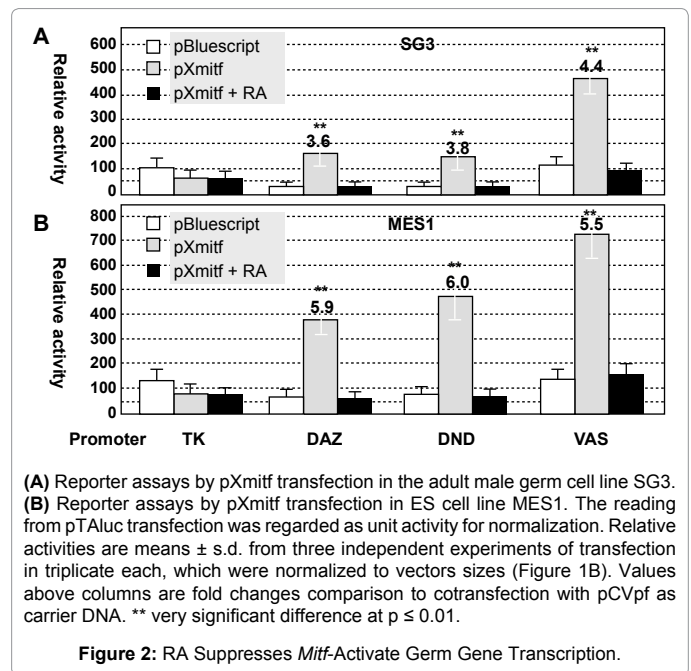 A
600
500
400
300
200
100
0
Relative activity
pBluescript
pXmitf
pXmitf + RA
SG3
**
3.6
**
3.8
**
4.4
B
800
700
600
500
400
300
200
100
0
Relative activity
pBluescript
pXmitf
pXmitf + RA
MES1
**
5.9
**
6.0
**
5.5
Promoter TK DAZ DND VAS
(A) Reporter assays by pXmitf transfection in the adult male germ cell line SG3.
(B) Reporter assays by pXmitf transfection in ES cell line MES1. The reading
from pTAluc transfection was regarded as unit activity for normalization. Relative
activities are means ± s.d. from three independent experiments of transfection
in triplicate each, which were normalized to vectors sizes (Figure 1B). Values
above columns are fold changes comparison to cotransfection with pCVpf as
carrier DNA. ** very significant difference at p ≤ 0.01.
Figure 2: RA Suppresses Mitf-Activate Germ Gene Transcription.